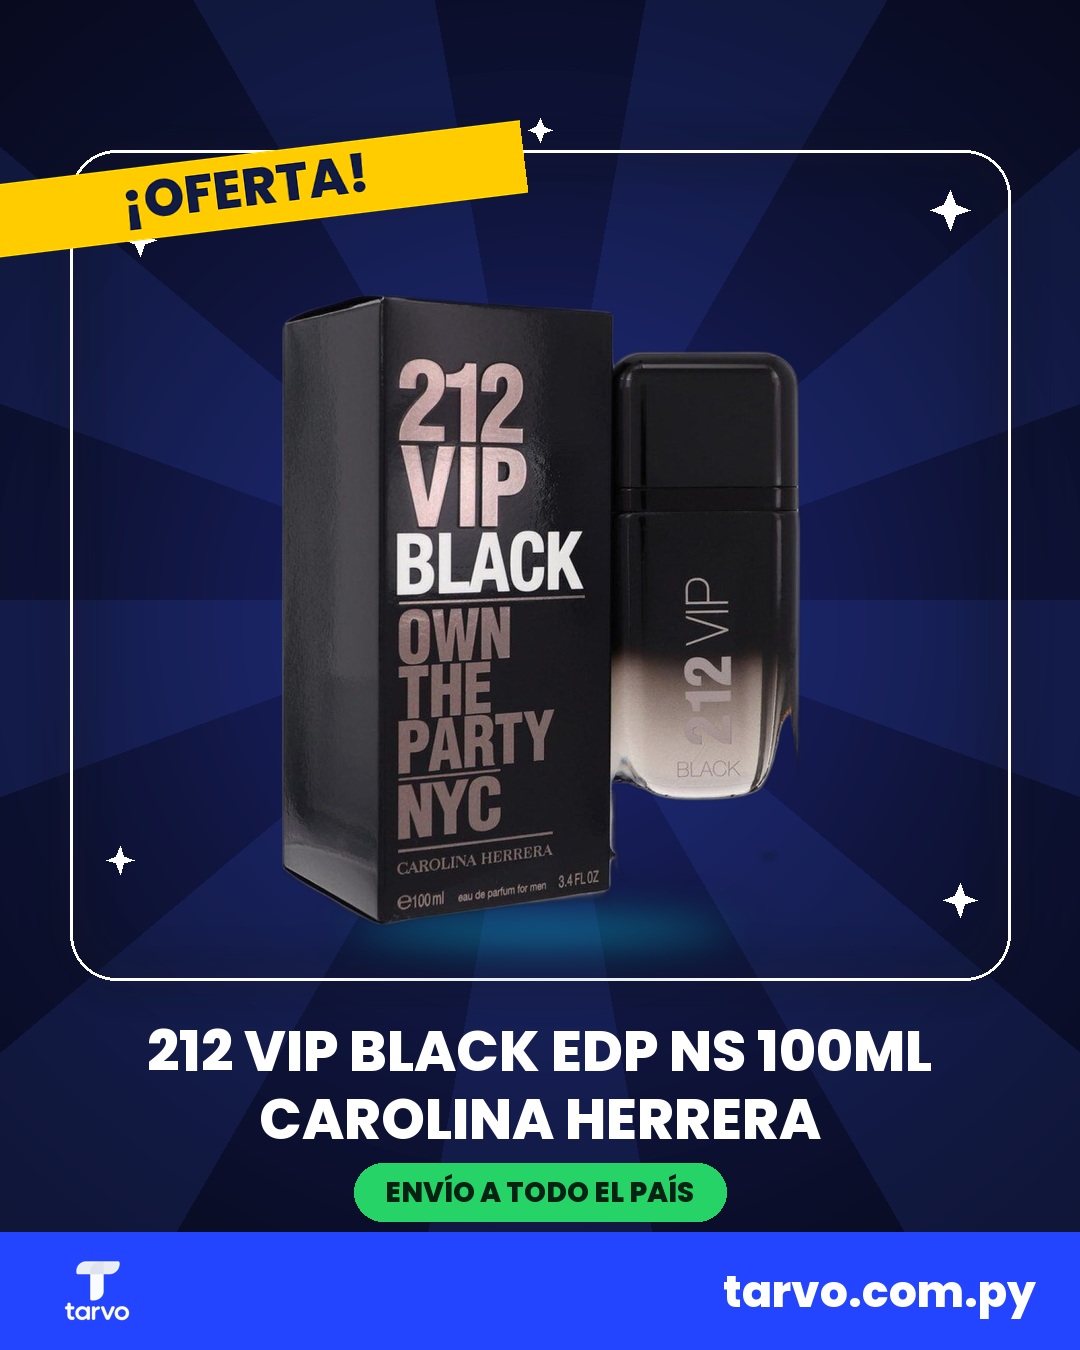 ¡OFERTA!
212
VIP
BLACK
OWN
THE
PARTY
NYC
CAROLINA HERRERA
℮100 ml eau de parfum for men 3.4 FL OZ
212 VIP
BLACK
212 VIP BLACK EDP NS 100ML
CAROLINA HERRERA
ENVÍO A TODO EL PAÍS
tarvo
tarvo.com.py